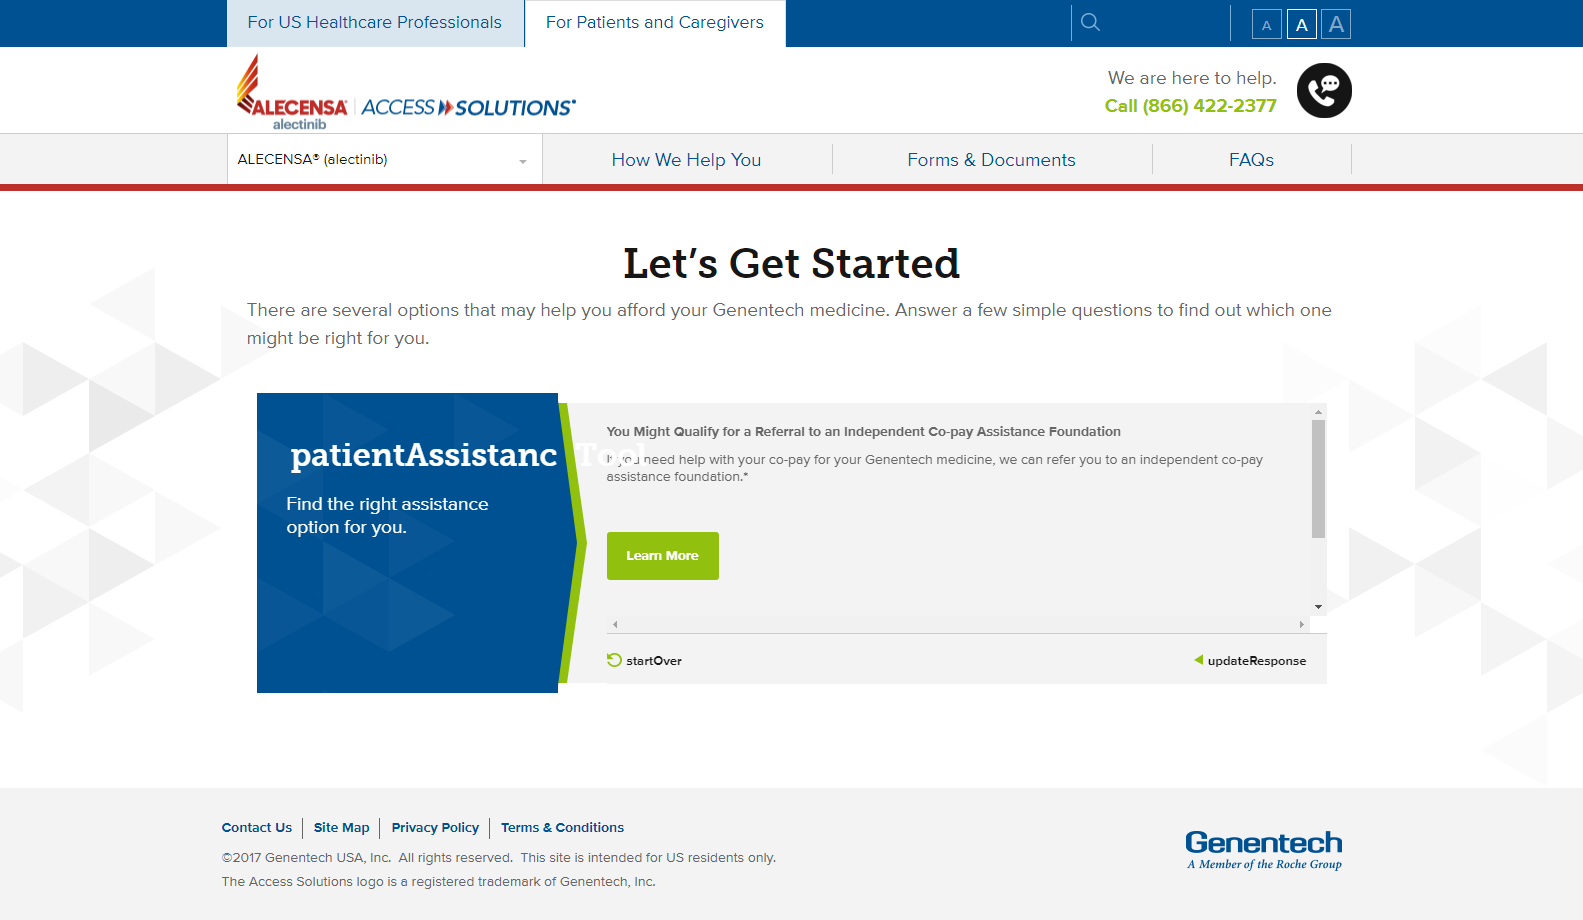 For US Healthcare Professionals
For Patients and Caregivers
A A A
ALECENSA®
alectinib
ACCESS SOLUTIONS®
We are here to help.
Call (866) 422-2377
ALECENSA® (alectinib)
How We Help You
Forms & Documents
FAQs
Let's Get Started
There are several options that may help you afford your Genentech medicine. Answer a few simple questions to find out which one
might be right for you.
patientAssistanc Tool
Find the right assistance
option for you.
You Might Qualify for a Referral to an Independent Co-pay Assistance Foundation
If you need help with your co-pay for your Genentech medicine, we can refer you to an independent co-pay
assistance foundation.*
Learn More
startOver
updateResponse
Contact Us
Site Map
Privacy Policy
Terms & Conditions
©2017 Genentech USA, Inc. All rights reserved. This site is intended for US residents only.
The Access Solutions logo is a registered trademark of Genentech, Inc.
Genentech
A Member of the Roche Group